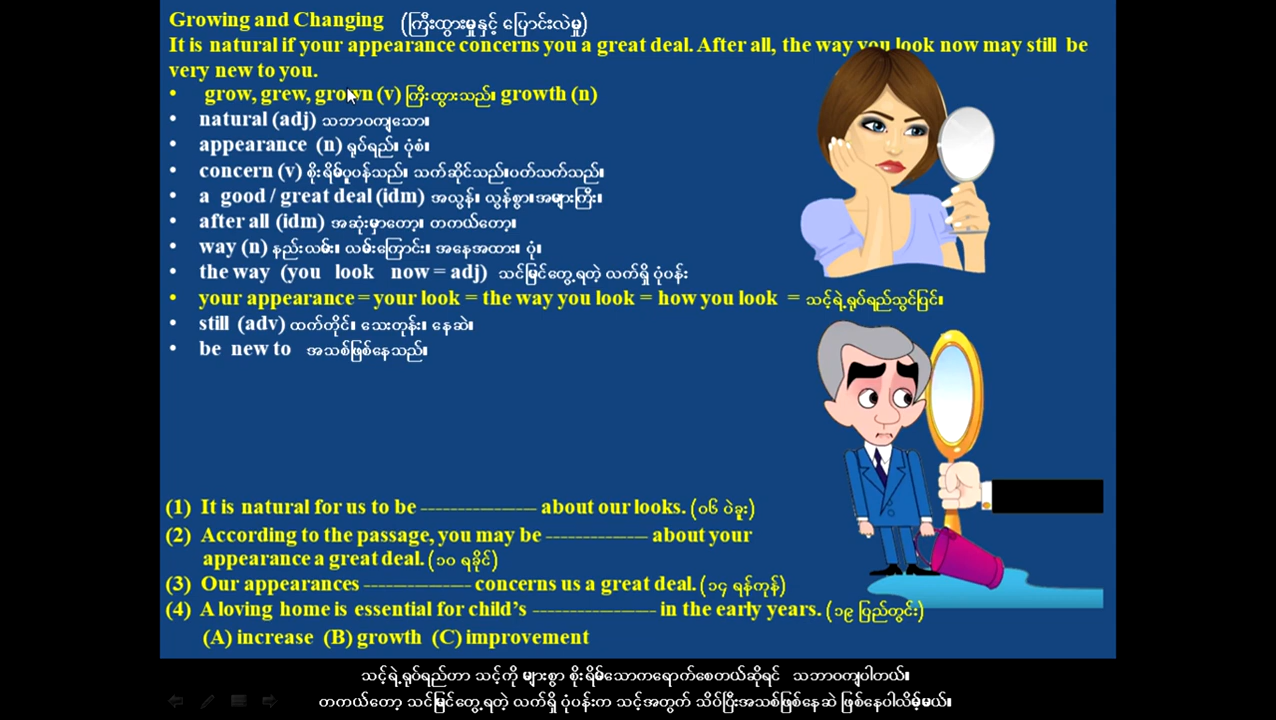 Growing and Changing (ကြီးထွားမှုနှင့် ပြောင်းလဲမှု)
It is natural if your appearance concerns you a great deal. After all, the way you look now may still be
very new to you.
• grow, grew, grown (v) ကြီးထွားသည်။ growth (n)
• natural (adj) သဘာဝကျသော။
• appearance (n) ရုပ်ရည်။ ပုံစံ။
• concern (v) စိုးရိမ်ပူပန်သည်။ သက်ဆိုင်သည်။ပတ်သက်သည်။
• a good / great deal (idm) အလွန်။ လွန်စွာ။အများကြီး။
• after all (idm) အဆုံးမှာတော့။ တကယ်တော့။
• way (n) နည်းလမ်း။ လမ်းကြောင်း။ အနေအထား။ ပုံ။
• the way (you look now = adj) သင်မြင်တွေ့ရတဲ့ လက်ရှိ ပုံပန်း
• your appearance = your look = the way you look = how you look = သင့်ရဲ့ရုပ်ရည်သွင်ပြင်။
• still (adv) ထက်တိုင်။ သေးတုန်း။ နေဆဲ။
• be new to အသစ်ဖြစ်နေသည်။
(1) It is natural for us to be ------------------ about our looks. (၀၆ ပဲခူး)
(2) According to the passage, you may be ---------------- about your
appearance a great deal. (၁၀ ရခိုင်)
(3) Our appearances ----------------- concerns us a great deal. (၁၄ ရန်ကုန်)
(4) A loving home is essential for child's ------------------- in the early years. (၁၉ ပြည်တွင်း)
(A) increase (B) growth (C) improvement
သင့်ရဲ့ရုပ်ရည်ဟာ သင့်ကို များစွာ စိုးရိမ်သောကရောက်စေတယ်ဆိုရင် သဘာဝကျပါတယ်။
တကယ်တော့ သင်မြင်တွေ့ရတဲ့ လက်ရှိ ပုံပန်းက သင့်အတွက် သိပ်ပြီးအသစ်ဖြစ်နေဆဲ ဖြစ်နေပါလိမ့်မယ်။